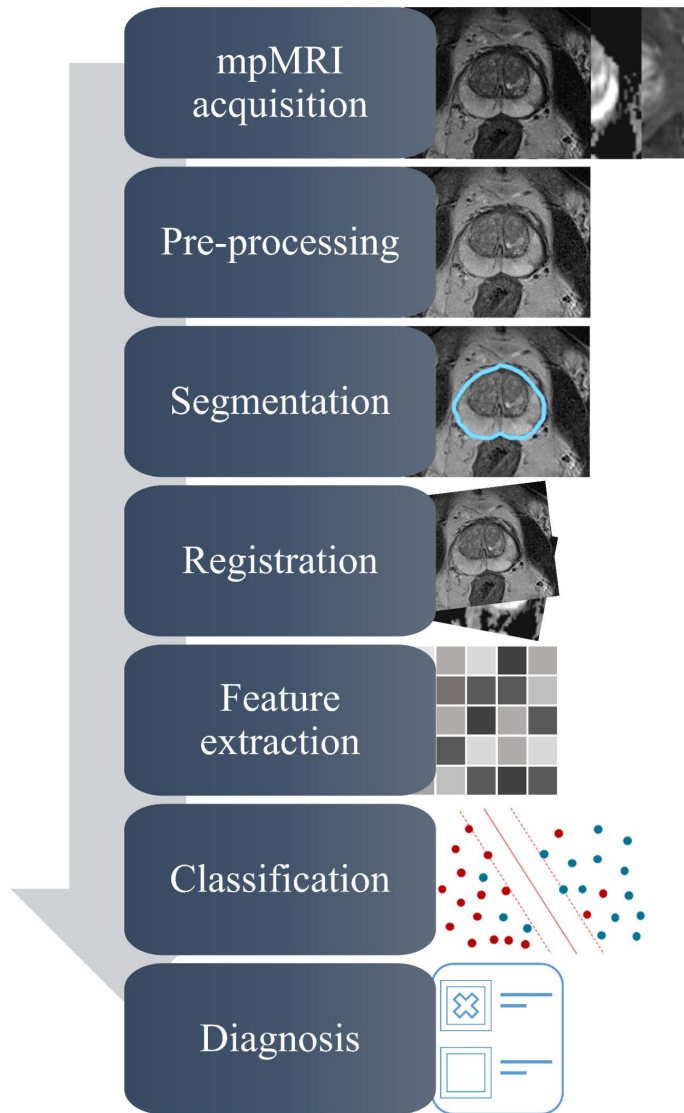 mpMRI
acquisition
Pre-processing
Segmentation
Registration
Feature
extraction
Classification
Diagnosis